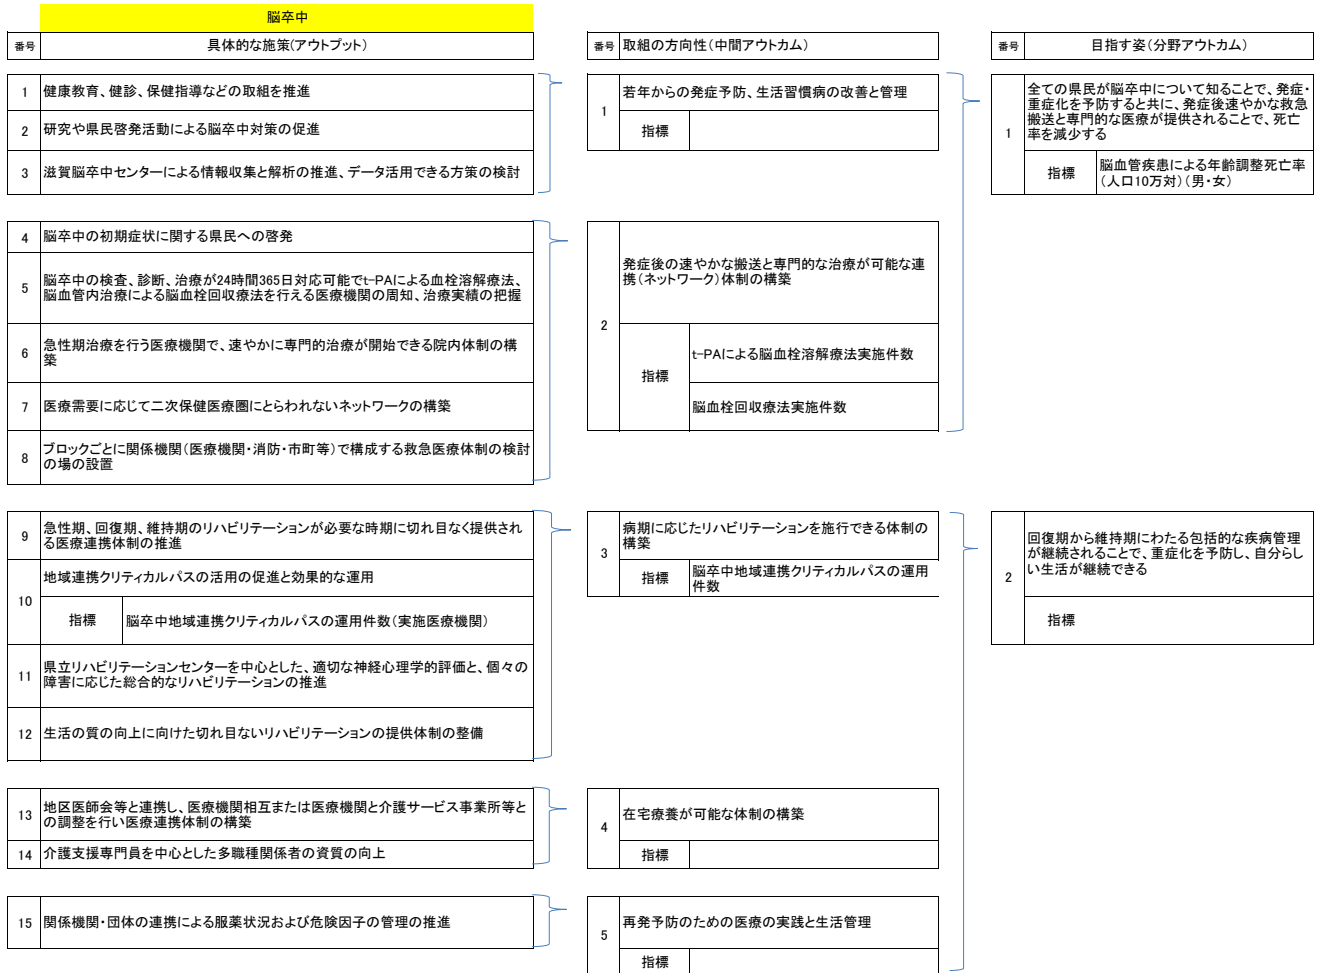 脳卒中
番号 具体的な施策(アウトプット)
1 健康教育、健診、保健指導などの取組を推進
2 研究や県民啓発活動による脳卒中対策の促進
3 滋賀脳卒中センターによる情報収集と解析の推進、データ活用できる方策の検討
4 脳卒中の初期症状に関する県民への啓発
5 脳卒中の検査、診断、治療が24時間365日対応可能でt-PAによる血栓溶解療法、
脳血管内治療による脳血栓回収療法を行える医療機関の周知、治療実績の把握
6 急性期治療を行う医療機関で、速やかに専門的治療が開始できる院内体制の構
築
7 医療需要に応じて二次保健医療圏にとらわれないネットワークの構築
8 ブロックごとに関係機関(医療機関・消防・市町等)で構成する救急医療体制の検討
の場の設置
9 急性期、回復期、維持期のリハビリテーションが必要な時期に切れ目なく提供され
る医療連携体制の推進
10 地域連携クリティカルパスの活用の促進と効果的な運用
指標 脳卒中地域連携クリティカルパスの運用件数(実施医療機関)
11 県立リハビリテーションセンターを中心とした、適切な神経心理学的評価と、個々の
障害に応じた総合的なリハビリテーションの推進
12 生活の質の向上に向けた切れ目ないリハビリテーションの提供体制の整備
13 地区医師会等と連携し、医療機関相互または医療機関と介護サービス事業所等と
の調整を行い医療連携体制の構築
14 介護支援専門員を中心とした多職種関係者の資質の向上
15 関係機関・団体の連携による服薬状況および危険因子の管理の推進
番号 取組の方向性(中間アウトカム)
1 若年からの発症予防、生活習慣病の改善と管理
指標
2 発症後の速やかな搬送と専門的な治療が可能な連
携(ネットワーク)体制の構築
指標 t-PAによる脳血栓溶解療法実施件数
脳血栓回収療法実施件数
3 病期に応じたリハビリテーションを施行できる体制の
構築
指標 脳卒中地域連携クリティカルパスの運用
件数
4 在宅療養が可能な体制の構築
指標
5 再発予防のための医療の実践と生活管理
指標
番号 目指す姿(分野アウトカム)
1 全ての県民が脳卒中について知ることで、発症・
重症化を予防すると共に、発症後速やかな救急
搬送と専門的な医療が提供されることで、死亡
率を減少する
指標 脳血管疾患による年齢調整死亡率
(人口10万対)(男・女)
2 回復期から維持期にわたる包括的な疾病管理
が継続されることで、重症化を予防し、自分らし
い生活が継続できる
指標